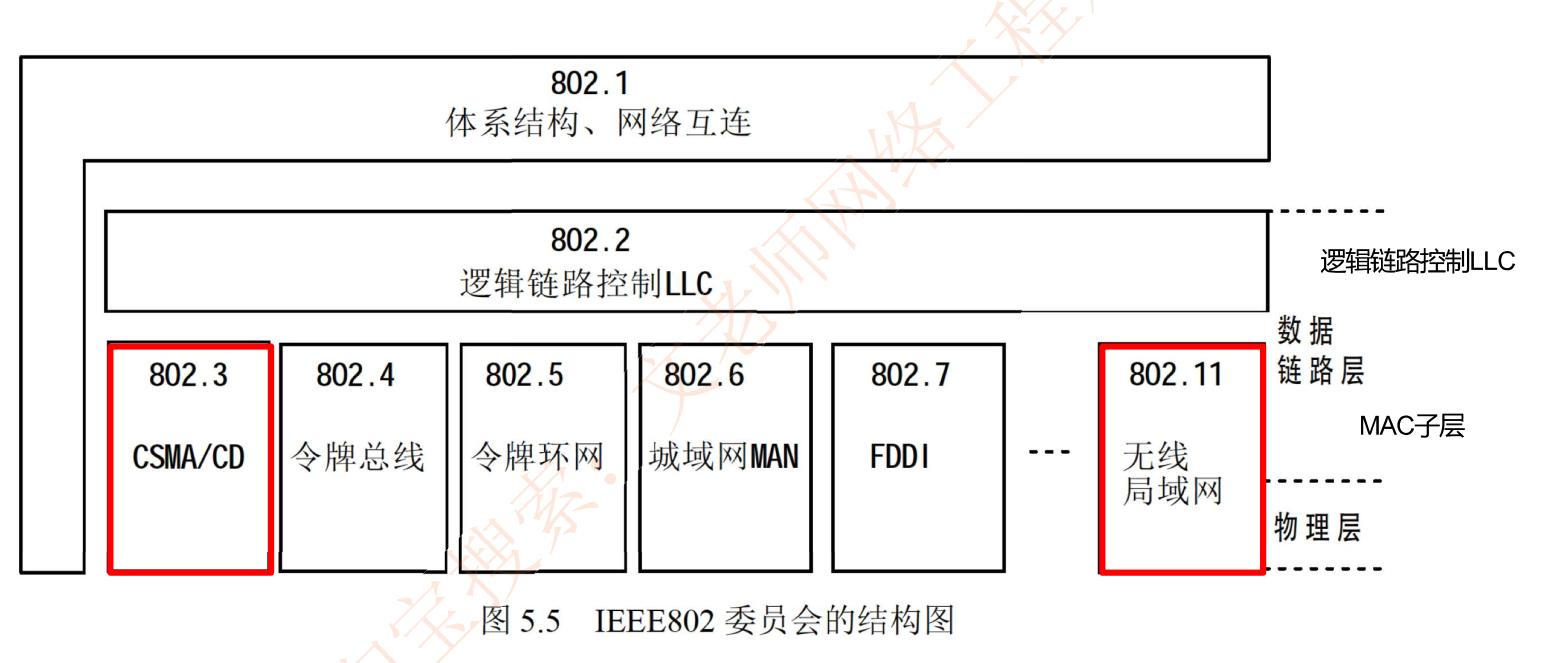 802.1
体系结构、网络互连
802.2
逻辑链路控制LLC
逻辑链路控制LLC
数据
链路层
802.3
CSMA/CD
802.4
令牌总线
802.5
令牌环网
802.6
城域网MAN
802.7
FDDI
---
802.11
无线
局域网
MAC子层
物理层
图 5.5 IEEE802 委员会的结构图
淘宝搜索：文老师网络工程